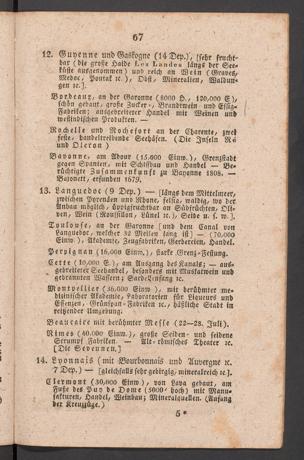 67
12. Guyenne und Gaskogne (14 Dep.), [sehr frucht-
bar (die große Haide Les Landes längs der See-
küste ausgenommen) und reich an Wein (Graves,
Medoc, Pontak ꝛc.), Obst, Mineralien, Waldun-
gen ꝛc.].
Bordeaux, an der Garonne (8000 H., 120,000 E)
schön gebaut, große Zucker-, Brandtwein- und Essig-
Fabriken; ausgebreiteter Handel mit Weinen und
westindischen Produkten. —
Rochelle und Rochefort an der Charente, zwei
feste, handeltreibende Städte. (Die Inseln Ré
und Oleron)
Bayonne, am Adour (15,600 Einw.), Grenzstadt
gegen Spanien, mit Schiffbau und Handel — Be-
rüchtigte Zusammenkunft zu Bayonne 1808. —
Bajonett, erfunden 1679.
13. Languedoc (9 Dep.) — [längs dem Mittelmeer,
zwischen Pyrenäen und Rhone, felsig, waldig, wo der
Anbau möglich, fruchtbar an Südfrüchten, Oli-
ven, Wein (Roussillon, Lünel ꝛc.), Seide u. s. w.].
Toulouse, an der Garonne [und dem Canal von
Languedoc, welcher 32 Meilen lang ist] — (70,000
Einw.), Akademie, Zeugfabriken, Gerbereien, Handel.
Perpignan (16,000 Einw.), starke Grenz-Festung.
Cette (10,000 E.), am Ausgang des Kanals; — aus-
gebreiteter Seehandel, besonders mit Muskatwein und
gebrannten Wassern; Sardellenfang ꝛc.
Montpellier (36,000 Einw.), mit berühmter me-
dizinischer Akademie, Laboratorien für Liqueurs und
Essenzen, Grünspan-Fabriken ꝛc., häßliche Stadt in
reizender Umgebung.
Beaucaire mit berühmter Messe (22—28. Juli).
Nimes (40,000 Einw.), große Seiden- und seidene
Strumpf Fabriken. — Alt-römisches Theater ꝛc.
(Die Sevennen.]
14. Lyonnais (mit Bourbonnais und Auvergne ꝛc.
7 Dep.) — [gleichfalls sehr gebirgig, mineralreich ꝛc.].
Clermont (30,000 Einw), von Lava gebaut, am
Fuße des Puy de Dome (5000' hoch) mit Manu-
fakturen, Handel, Weinbau; Mineralquellen. (Anfang
der Kreuzzüge.)
5*